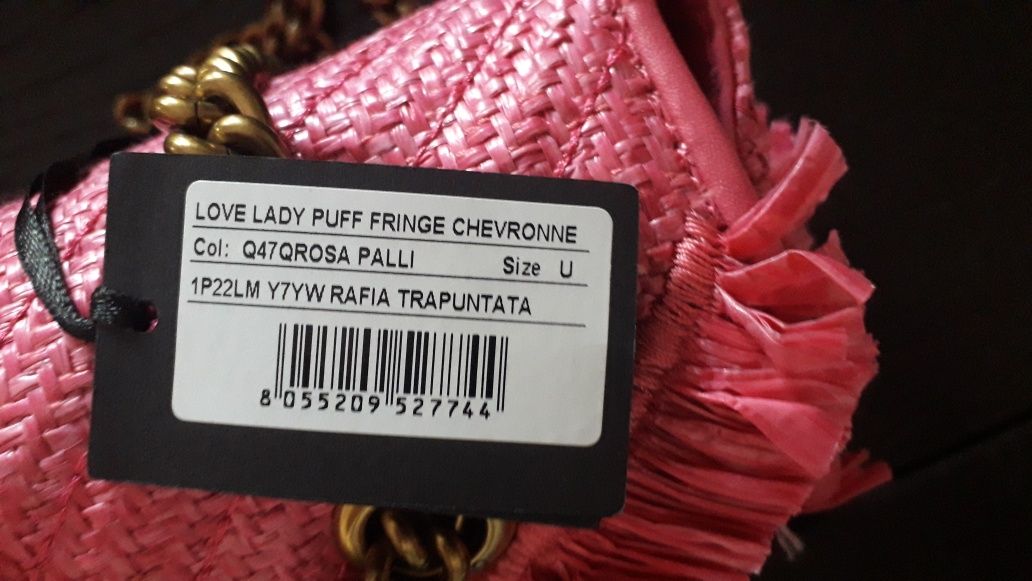 LOVE LADY PUFF FRINGE CHEVRONNE
Col: Q47QROSA PALLI Size U
1P22LM Y7YW RAFIA TRAPUNTATA
8 055209 527744